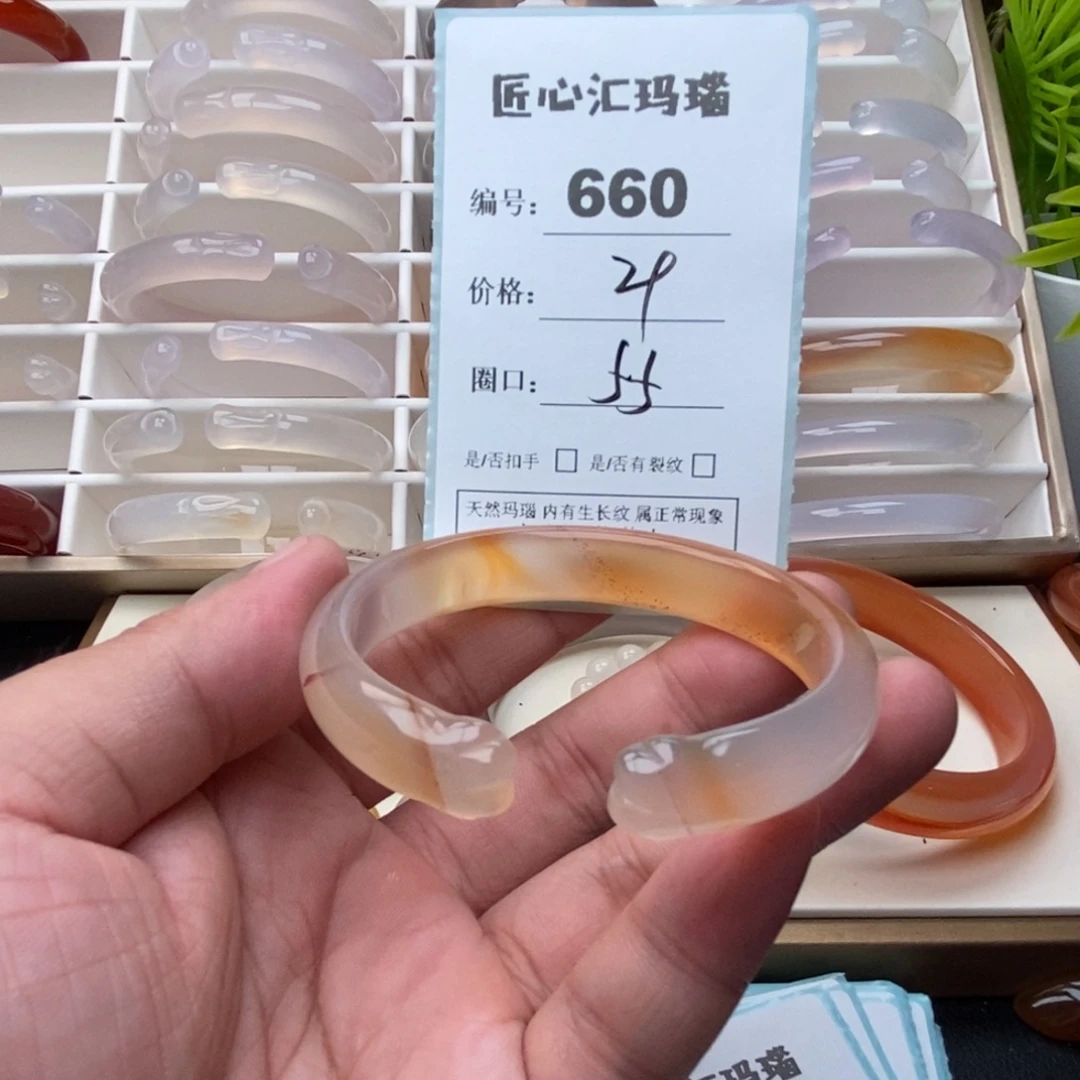 匠心汇玛瑙
编号: 660
价格: 29
圈口: 55
是/否扣手 □ 是/否有裂纹 □
天然玛瑙 内有生长纹 属正常现象